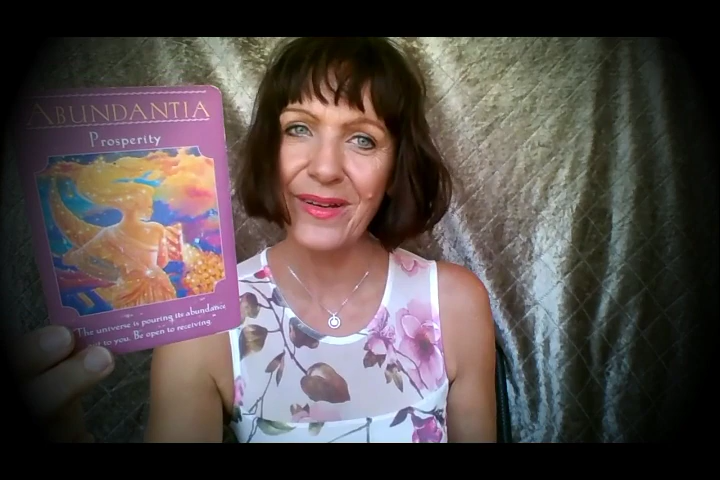 ABUNDANTIA
Prosperity
"The universe is pouring its abundance
to you. Be open to receiving."